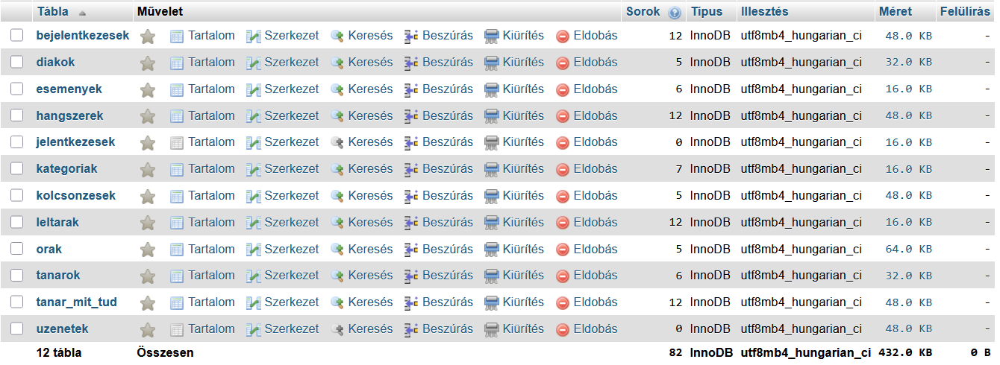 Tábla Művelet Sorok Típus Illesztés Méret Felülírás
bejelentkezesek Tartalom Szerkezet Keresés Beszúrás Kiürítés Eldobás 12 InnoDB utf8mb4_hungarian_ci 48.0 KB -
diakok Tartalom Szerkezet Keresés Beszúrás Kiürítés Eldobás 5 InnoDB utf8mb4_hungarian_ci 32.0 KB -
esemenyek Tartalom Szerkezet Keresés Beszúrás Kiürítés Eldobás 6 InnoDB utf8mb4_hungarian_ci 16.0 KB -
hangszerek Tartalom Szerkezet Keresés Beszúrás Kiürítés Eldobás 12 InnoDB utf8mb4_hungarian_ci 48.0 KB -
jelentkezesek Tartalom Szerkezet Keresés Beszúrás Kiürítés Eldobás 0 InnoDB utf8mb4_hungarian_ci 16.0 KB -
kategoriak Tartalom Szerkezet Keresés Beszúrás Kiürítés Eldobás 7 InnoDB utf8mb4_hungarian_ci 16.0 KB -
kolcsonzesek Tartalom Szerkezet Keresés Beszúrás Kiürítés Eldobás 5 InnoDB utf8mb4_hungarian_ci 48.0 KB -
leltarak Tartalom Szerkezet Keresés Beszúrás Kiürítés Eldobás 12 InnoDB utf8mb4_hungarian_ci 16.0 KB -
orak Tartalom Szerkezet Keresés Beszúrás Kiürítés Eldobás 5 InnoDB utf8mb4_hungarian_ci 64.0 KB -
tanarok Tartalom Szerkezet Keresés Beszúrás Kiürítés Eldobás 6 InnoDB utf8mb4_hungarian_ci 32.0 KB -
tanar_mit_tud Tartalom Szerkezet Keresés Beszúrás Kiürítés Eldobás 12 InnoDB utf8mb4_hungarian_ci 48.0 KB -
uzenetek Tartalom Szerkezet Keresés Beszúrás Kiürítés Eldobás 0 InnoDB utf8mb4_hungarian_ci 48.0 KB -
12 tábla Összesen 82 InnoDB utf8mb4_hungarian_ci 432.0 KB 0 B